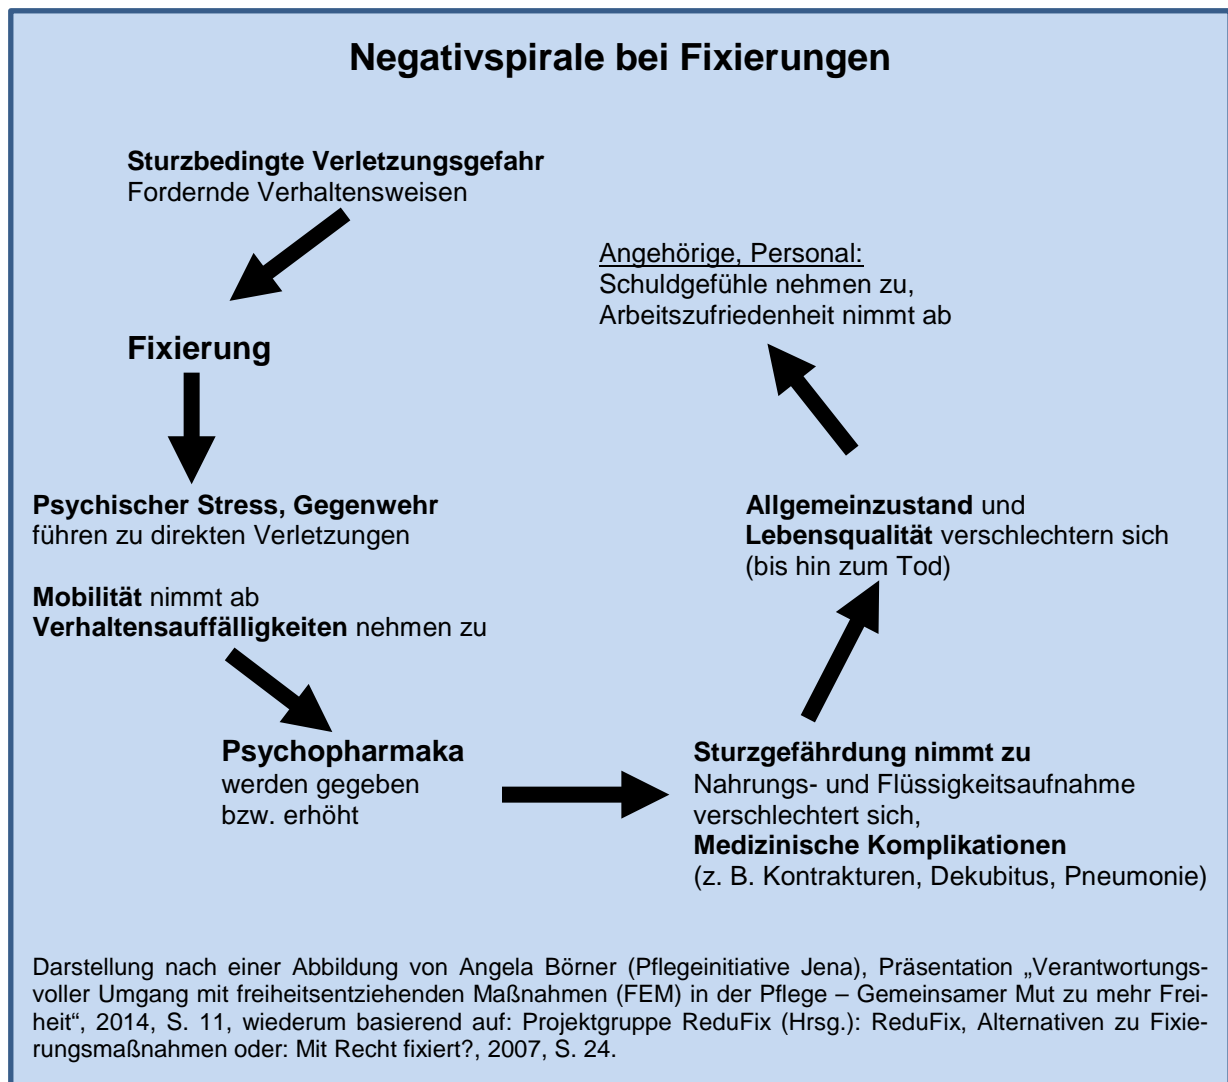 Negativspirale bei Fixierungen
Sturzbedingte Verletzungsgefahr
Fordernde Verhaltensweisen
Fixierung
Psychischer Stress, Gegenwehr
führen zu direkten Verletzungen
Mobilität nimmt ab
Verhaltensauffälligkeiten nehmen zu
Psychopharmaka
werden gegeben
bzw. erhöht
Sturzgefährdung nimmt zu
Nahrungs- und Flüssigkeitsaufnahme
verschlechtert sich,
Medizinische Komplikationen
(z. B. Kontrakturen, Dekubitus, Pneumonie)
Allgemeinzustand und
Lebensqualität verschlechtern sich
(bis hin zum Tod)
Angehörige, Personal:
Schuldgefühle nehmen zu,
Arbeitszufriedenheit nimmt ab
Darstellung nach einer Abbildung von Angela Börner (Pflegeinitiative Jena), Präsentation „Verantwortungs-
voller Umgang mit freiheitsentziehenden Maßnahmen (FEM) in der Pflege – Gemeinsamer Mut zu mehr Frei-
heit“, 2014, S. 11, wiederum basierend auf: Projektgruppe ReduFix (Hrsg.): ReduFix, Alternativen zu Fixie-
rungsmaßnahmen oder: Mit Recht fixiert?, 2007, S. 24.